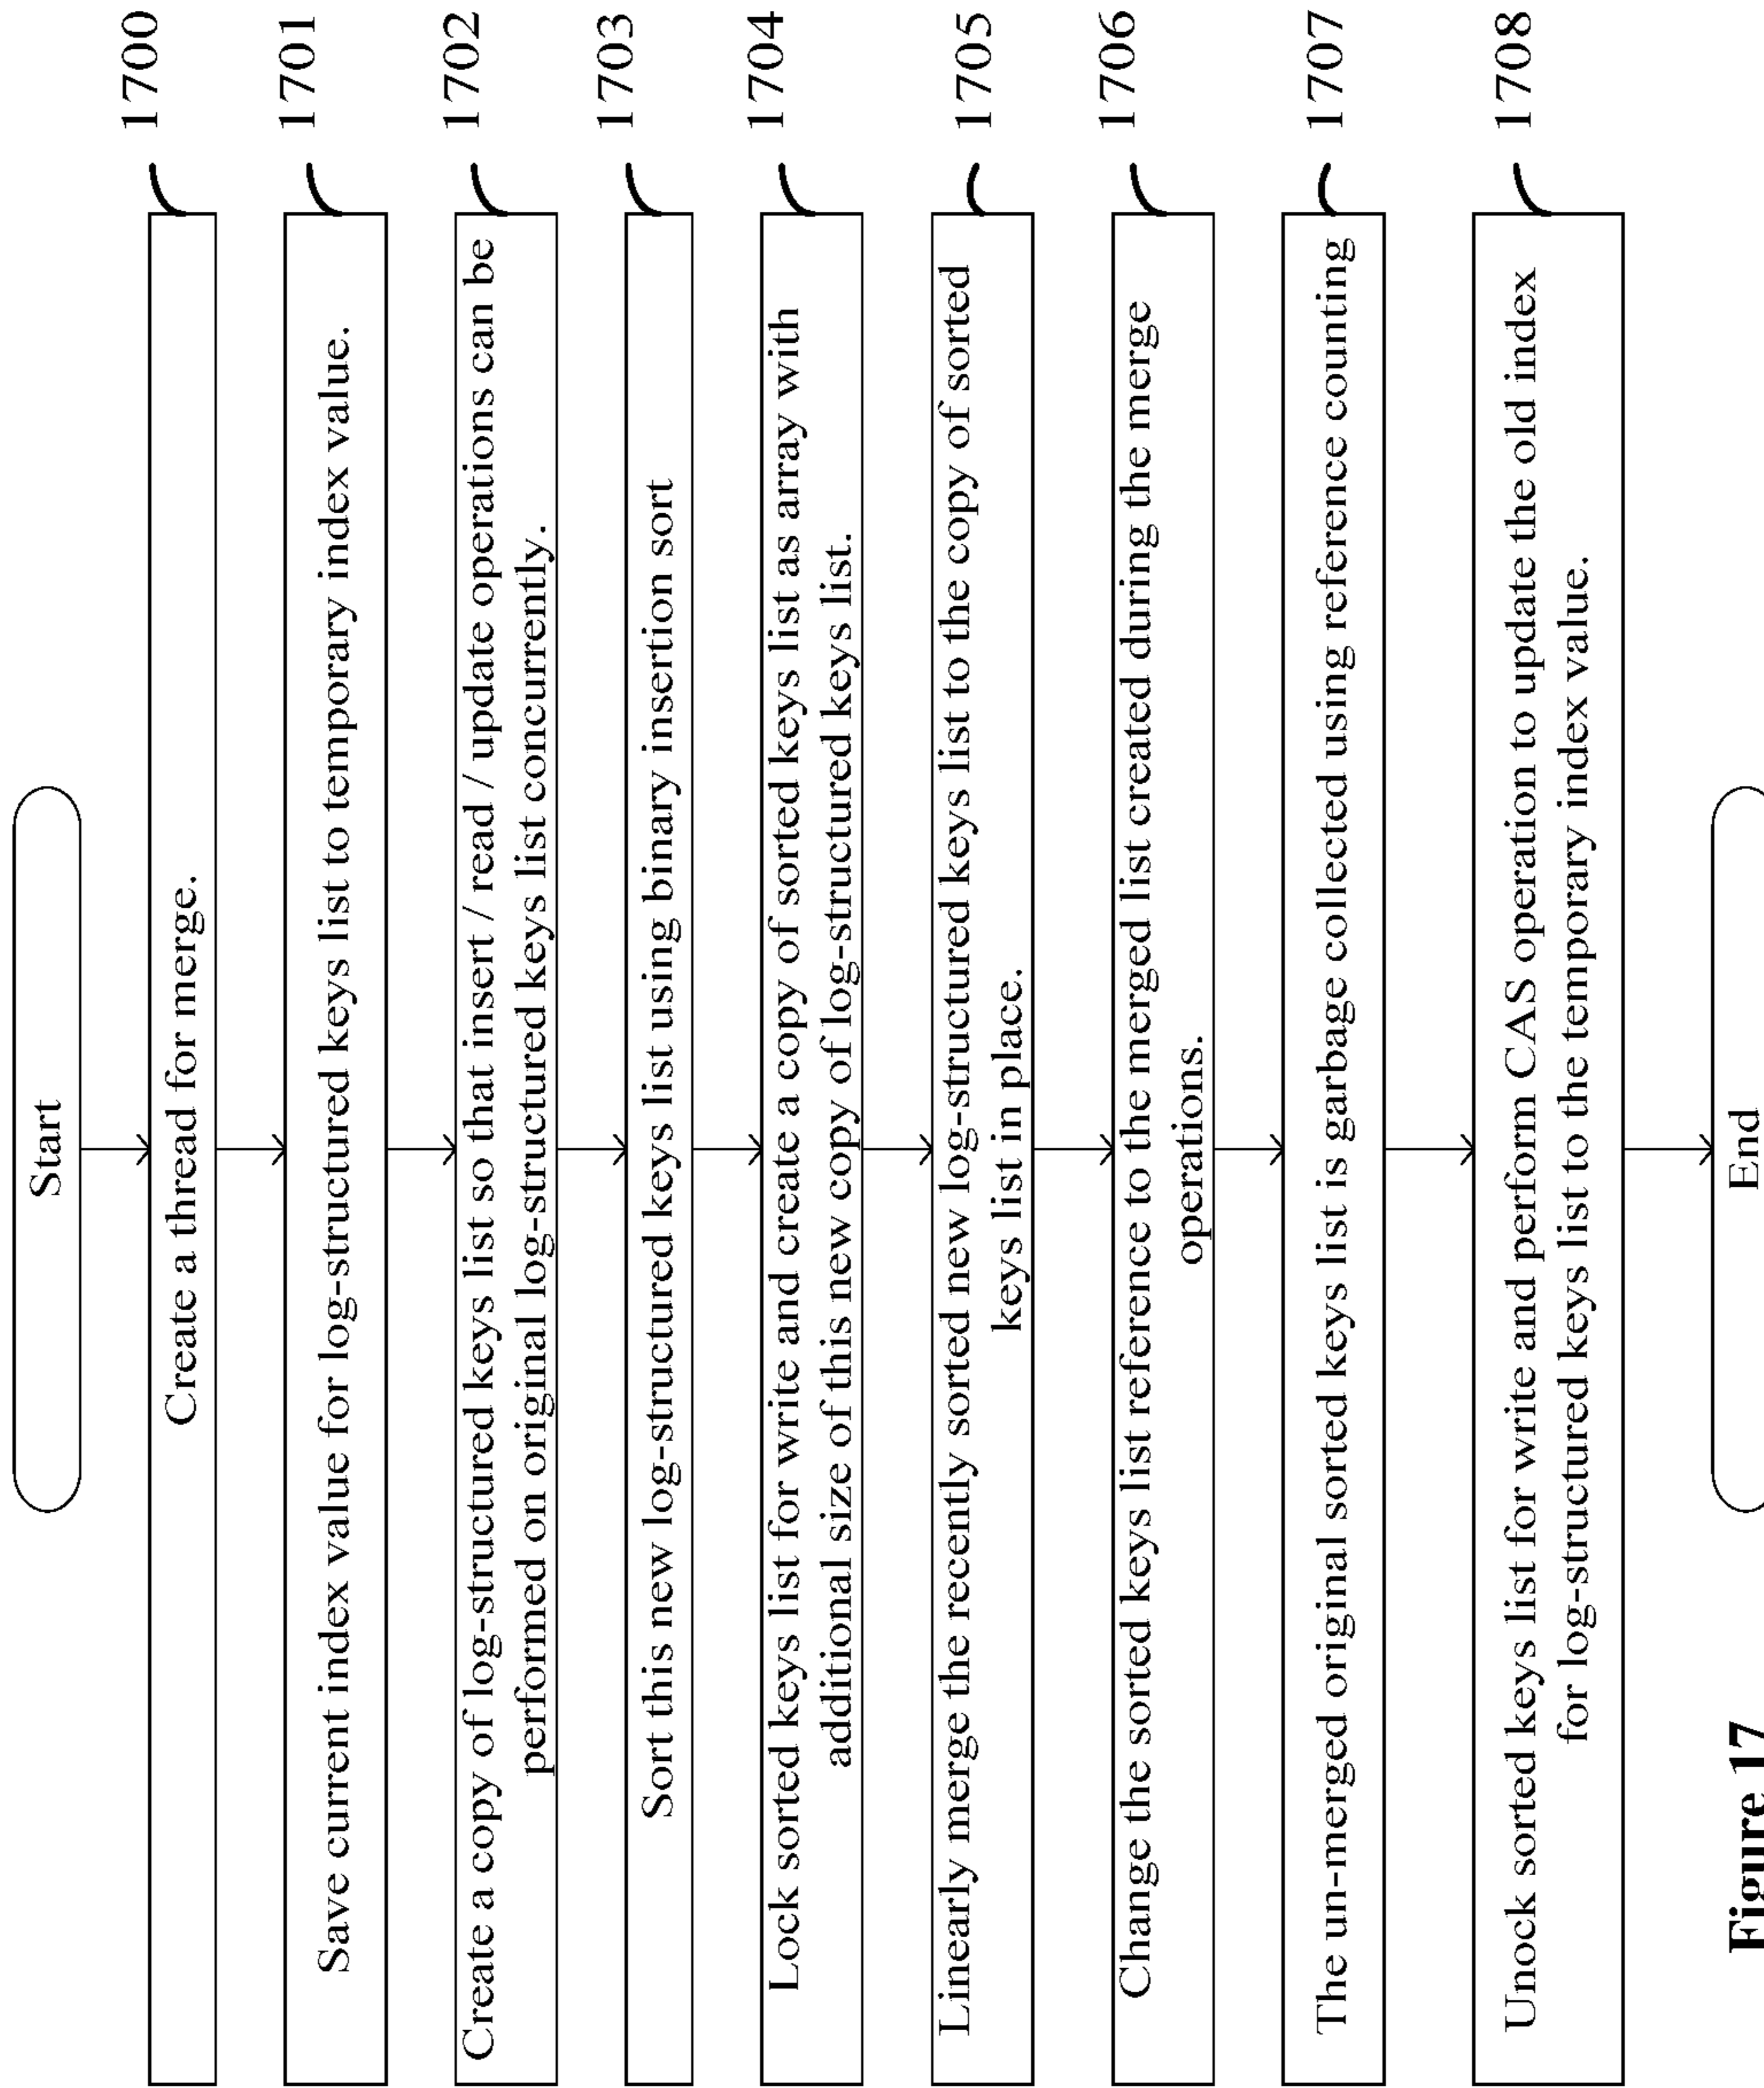 Start
Create a thread for merge.
1700
Save current index value for log-structured keys list to temporary index value.
1701
Create a copy of log-structured keys list so that insert / read / update operations can be
performed on original log-structured keys list concurrently.
1702
Sort this new log-structured keys list using binary insertion sort
1703
Lock sorted keys list for write and create a copy of sorted keys list as array with
additional size of this new copy of log-structured keys list.
1704
Linearly merge the recently sorted new log-structured keys list to the copy of sorted
keys list in place.
1705
Change the sorted keys list reference to the merged list created during the merge
operations.
1706
The un-merged original sorted keys list is garbage collected using reference counting
1707
Unock sorted keys list for write and perform CAS operation to update the old index
for log-structured keys list to the temporary index value.
1708
End
Figure 17